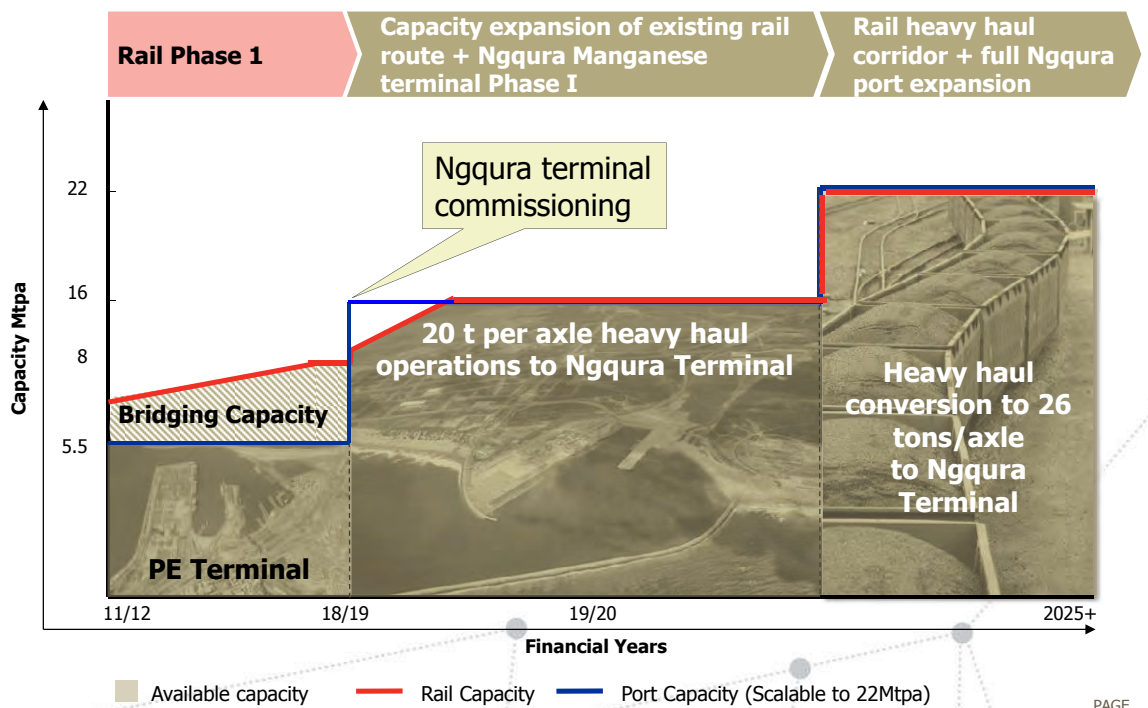 Rail Phase 1
Capacity expansion of existing rail
route + Ngqura Manganese
terminal Phase I
Rail heavy haul
corridor + full Ngqura
port expansion
Ngqura terminal
commissioning
Capacity Mtpa
22
16
8
5.5
20 t per axle heavy haul
operations to Ngqura Terminal
Heavy haul
conversion to 26
tons/axle
to Ngqura
Terminal
Bridging Capacity
PE Terminal
11/12
18/19
19/20
2025+
Financial Years
Available capacity
Rail Capacity
Port Capacity (Scalable to 22Mtpa)
PAGE